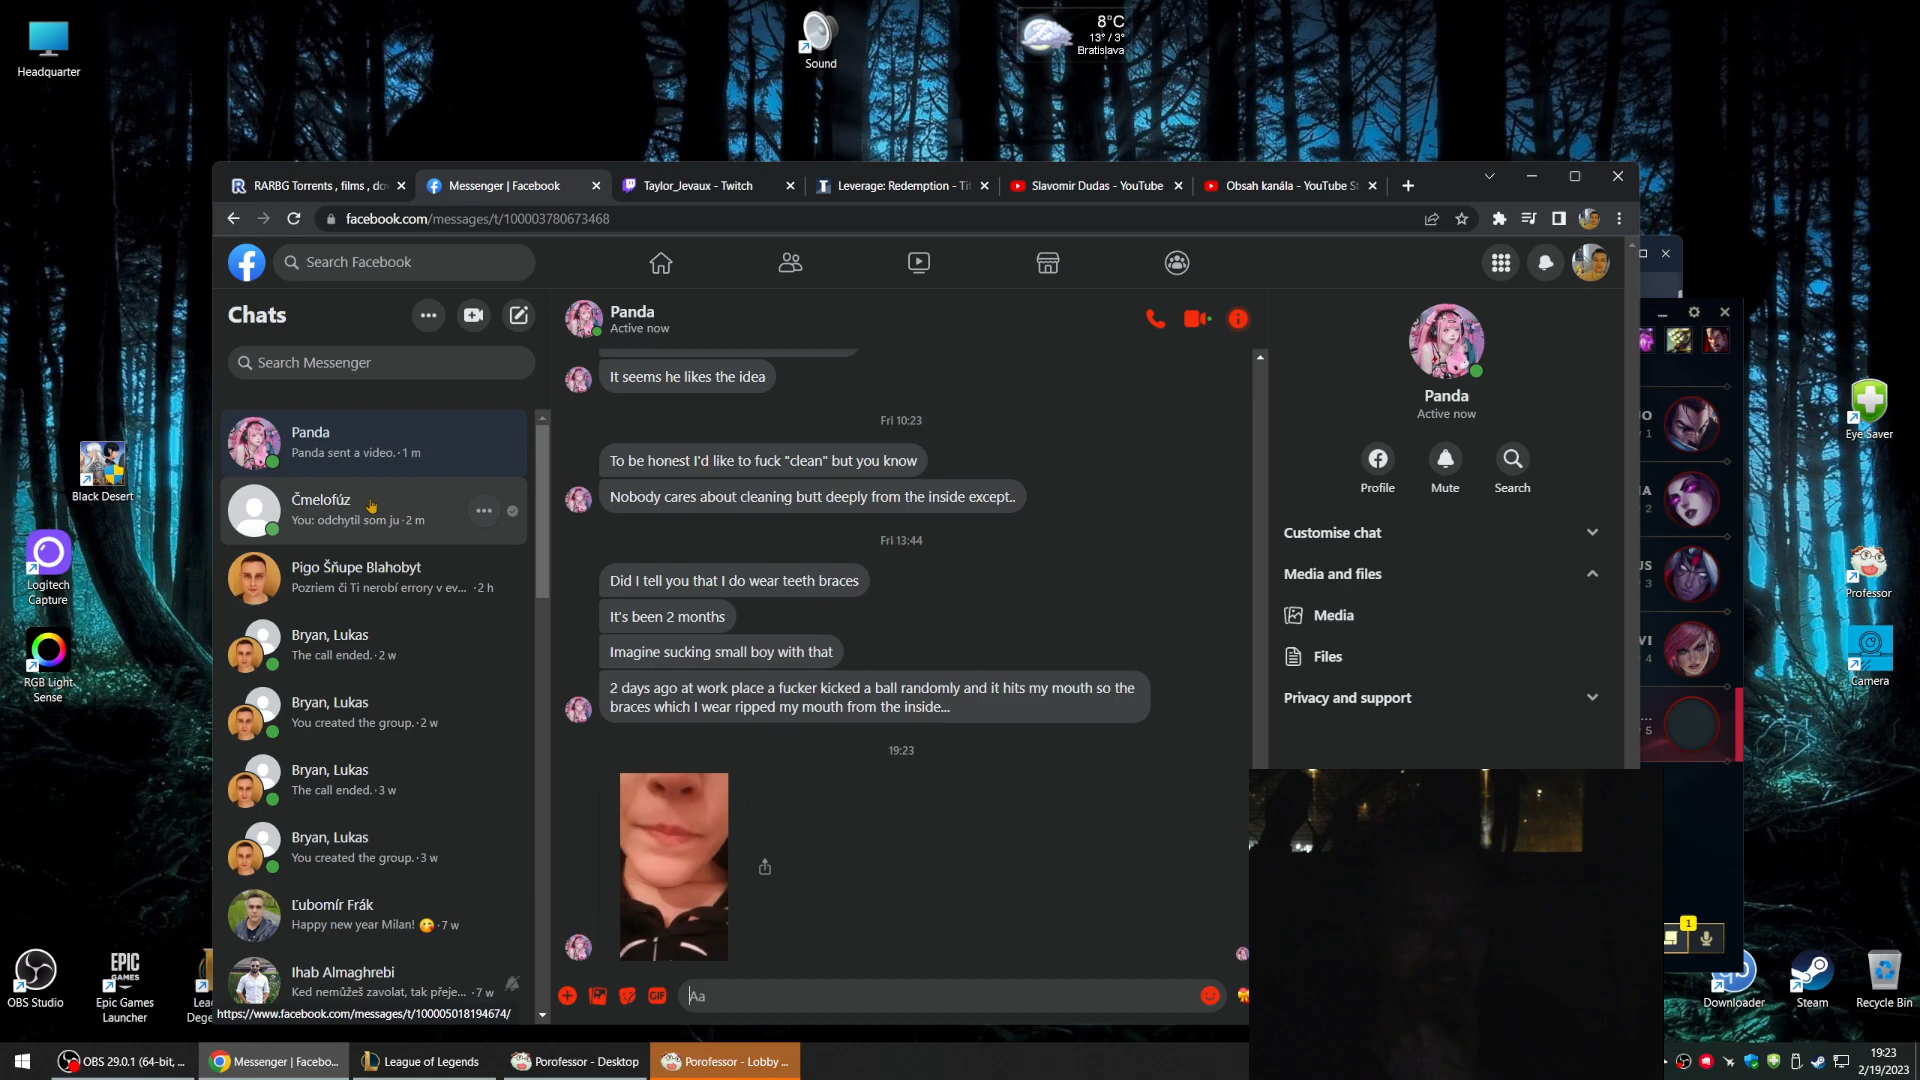 Headquarter
Sound
8°C
13° / 3°
Bratislava
RARBG Torrents , films , do
Messenger | Facebook
Taylor_Jevaux - Twitch
Leverage: Redemption - Ti
Slavomir Dudas - YouTube
Obsah kanála - YouTube S
facebook.com/messages/t/100003780673468
Search Facebook
Chats
Search Messenger
Panda
Active now
Panda
Panda sent a video. · 1 m
Čmelofúz
You: odchytil som ju · 2 m
Pigo Šňupe Blahobyt
Pozriem či Ti nerobí errory v ev... · 2 h
Bryan, Lukas
The call ended. · 2 w
Bryan, Lukas
You created the group. · 2 w
Bryan, Lukas
The call ended. · 3 w
Bryan, Lukas
You created the group. · 3 w
Ľubomír Frák
Happy new year Milan! 😋 · 7 w
Ihab Almaghrebi
Ked nemůžeš zavolat, tak přeje... · 7 w
https://www.facebook.com/messages/t/100005018194674/
It seems he likes the idea
Fri 10:23
To be honest I'd like to fuck "clean" but you know
Nobody cares about cleaning butt deeply from the inside except..
Fri 13:44
Did I tell you that I do wear teeth braces
It's been 2 months
Imagine sucking small boy with that
2 days ago at work place a fucker kicked a ball randomly and it hits my mouth so the
braces which I wear ripped my mouth from the inside...
19:23
GIF
Aa
Panda
Active now
Profile
Mute
Search
Customise chat
Media and files
Media
Files
Privacy and support
O
1
A
2
US
3
VI
4
...
5
1
Black Desert
Logitech
Capture
RGB Light
Sense
OBS Studio
EPIC
GAMES
Epic Games
Launcher
Lea
Dege
Eye Saver
Professor
Camera
Downloader
Steam
Recycle Bin
OBS 29.0.1 (64-bit, ...
Messenger | Facebo...
League of Legends
Porofessor - Desktop
Porofessor - Lobby ...
19:23
2/19/2023